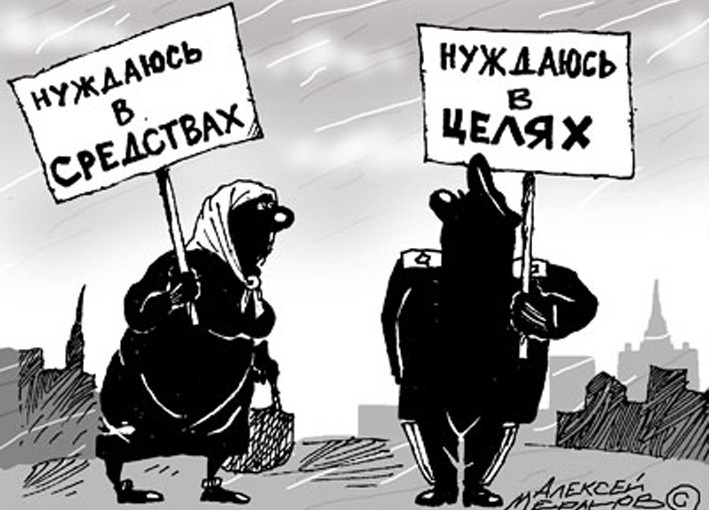 НУЖДАЮСЬ
В
СРЕДСТВАХ
НУЖДАЮСЬ
В
ЦЕЛЯХ
АЛЕКСЕЙ
МЕРИНОВ ©